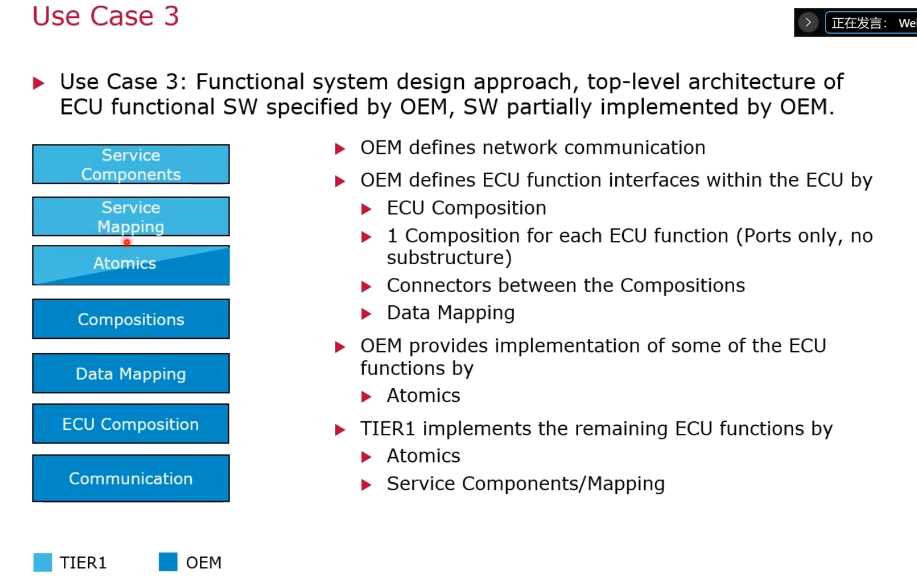 Use Case 3
正在发言： We
Use Case 3: Functional system design approach, top-level architecture of
ECU functional SW specified by OEM, SW partially implemented by OEM.
Service
Components
Service
Mapping
Atomics
Compositions
Data Mapping
ECU Composition
Communication
TIER1
OEM
OEM defines network communication
OEM defines ECU function interfaces within the ECU by
ECU Composition
1 Composition for each ECU function (Ports only, no
substructure)
Connectors between the Compositions
Data Mapping
OEM provides implementation of some of the ECU
functions by
Atomics
TIER1 implements the remaining ECU functions by
Atomics
Service Components/Mapping